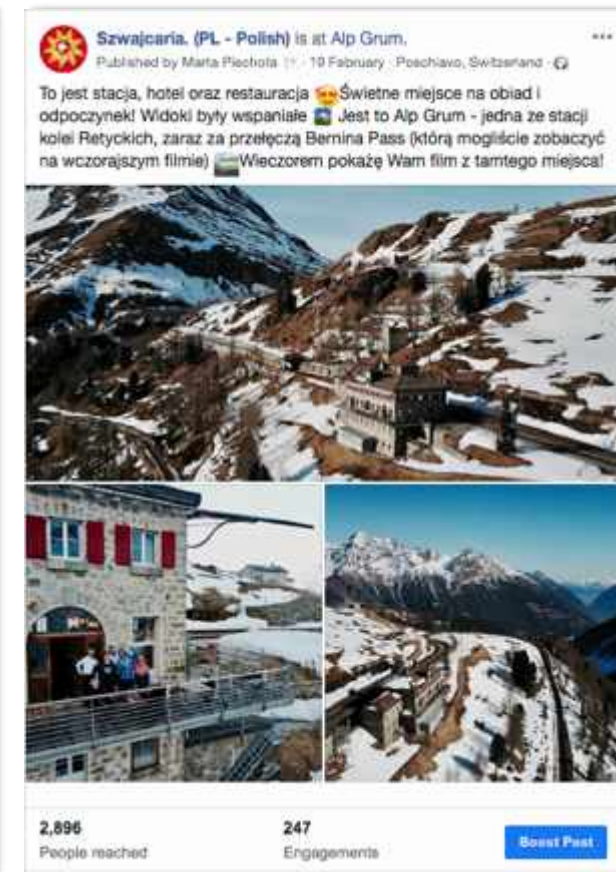 Szwajcaria. (PL - Polish) is at Alp Grum.
Published by Marta Piechota · 19 February · Poschiavo, Switzerland ·
To jest stacja, hotel oraz restauracja Świetne miejsce na obiad i
odpoczynek! Widoki były wspaniałe Jest to Alp Grum - jedna ze stacji
kolei Retyckich, zaraz za przełęczą Bernina Pass (którą mogliście zobaczyć
na wczorajszym filmie) Wieczorem pokażę Wam film z tamtego miejsca!
2,896
People reached
247
Engagements
Boost Post